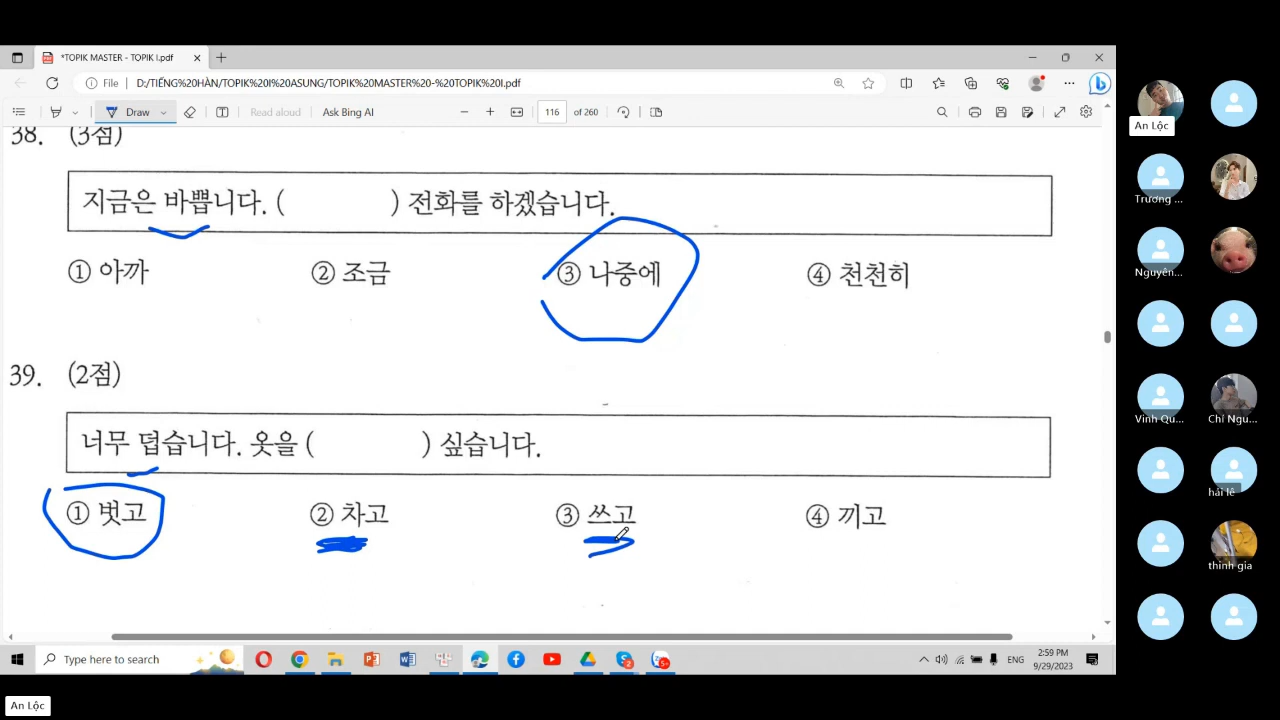 *TOPIK MASTER - TOPIK I.pdf
File
D:/TIẾNG%20HÀN/TOPIK%20I%20ASUNG/TOPIK%20MASTER%20-%20TOPIK%20I.pdf
Draw
Read aloud
Ask Bing AI
116
of 260
38. (3점)
지금은 바쁩니다. ( ) 전화를 하겠습니다.
① 아까 ② 조금 ③ 나중에 ④ 천천히
39. (2점)
너무 덥습니다. 옷을 ( ) 싶습니다.
① 벗고 ② 차고 ③ 쓰고 ④ 끼고
Type here to search
ENG
2:59 PM
9/29/2023
An Lộc
Trương ...
Nguyên...
Vinh Qu...
Chí Ngu...
hải lê
thinh gia
An Lộc